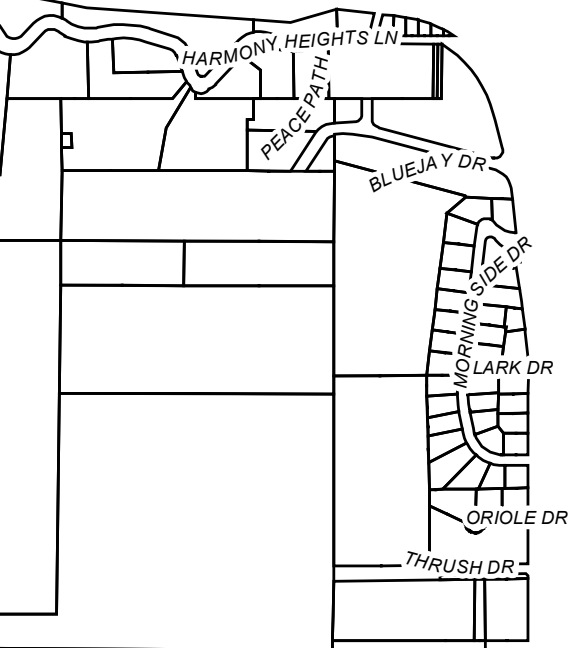 HARMONY HEIGHTS LN
PEACE PATH
BLUEJAY DR
MORNING SIDE DR
LARK DR
ORIOLE DR
THRUSH DR